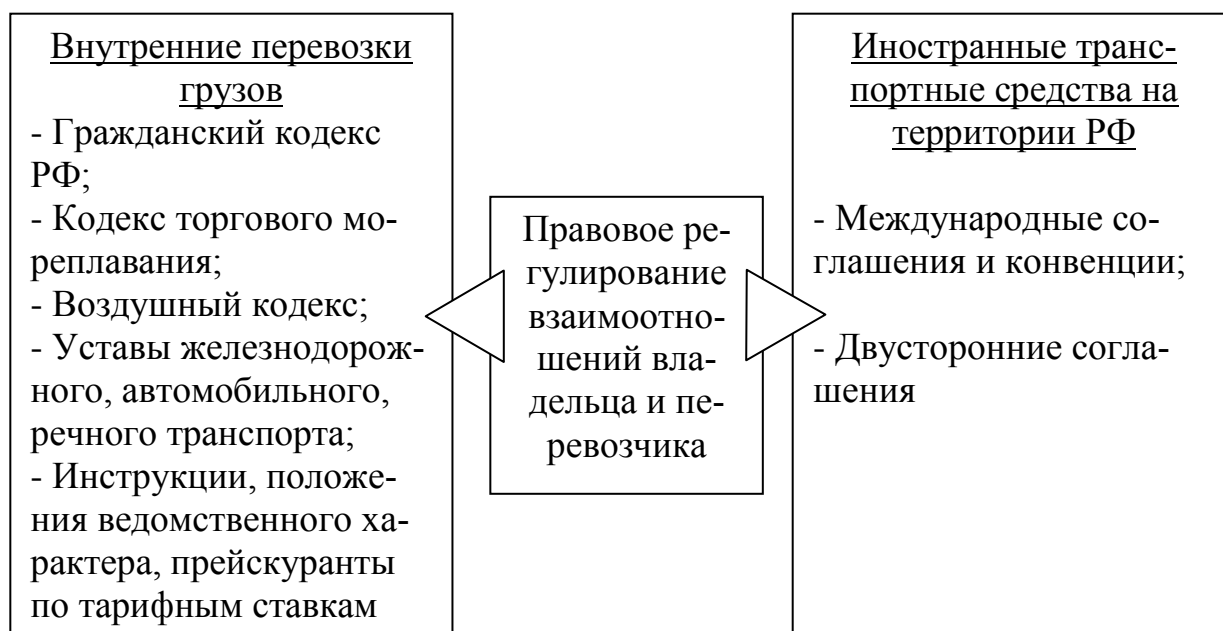 Внутренние перевозки
грузов
- Гражданский кодекс
РФ;
- Кодекс торгового мо-
реплавания;
- Воздушный кодекс;
- Уставы железнодорож-
ного, автомобильного,
речного транспорта;
- Инструкции, положе-
ния ведомственного ха-
рактера, прейскуранты
по тарифным ставкам
Правовое ре-
гулирование
взаимоотно-
шений вла-
дельца и пе-
ревозчика
Иностранные транс-
портные средства на
территории РФ
- Международные со-
глашения и конвенции;
- Двусторонние согла-
шения